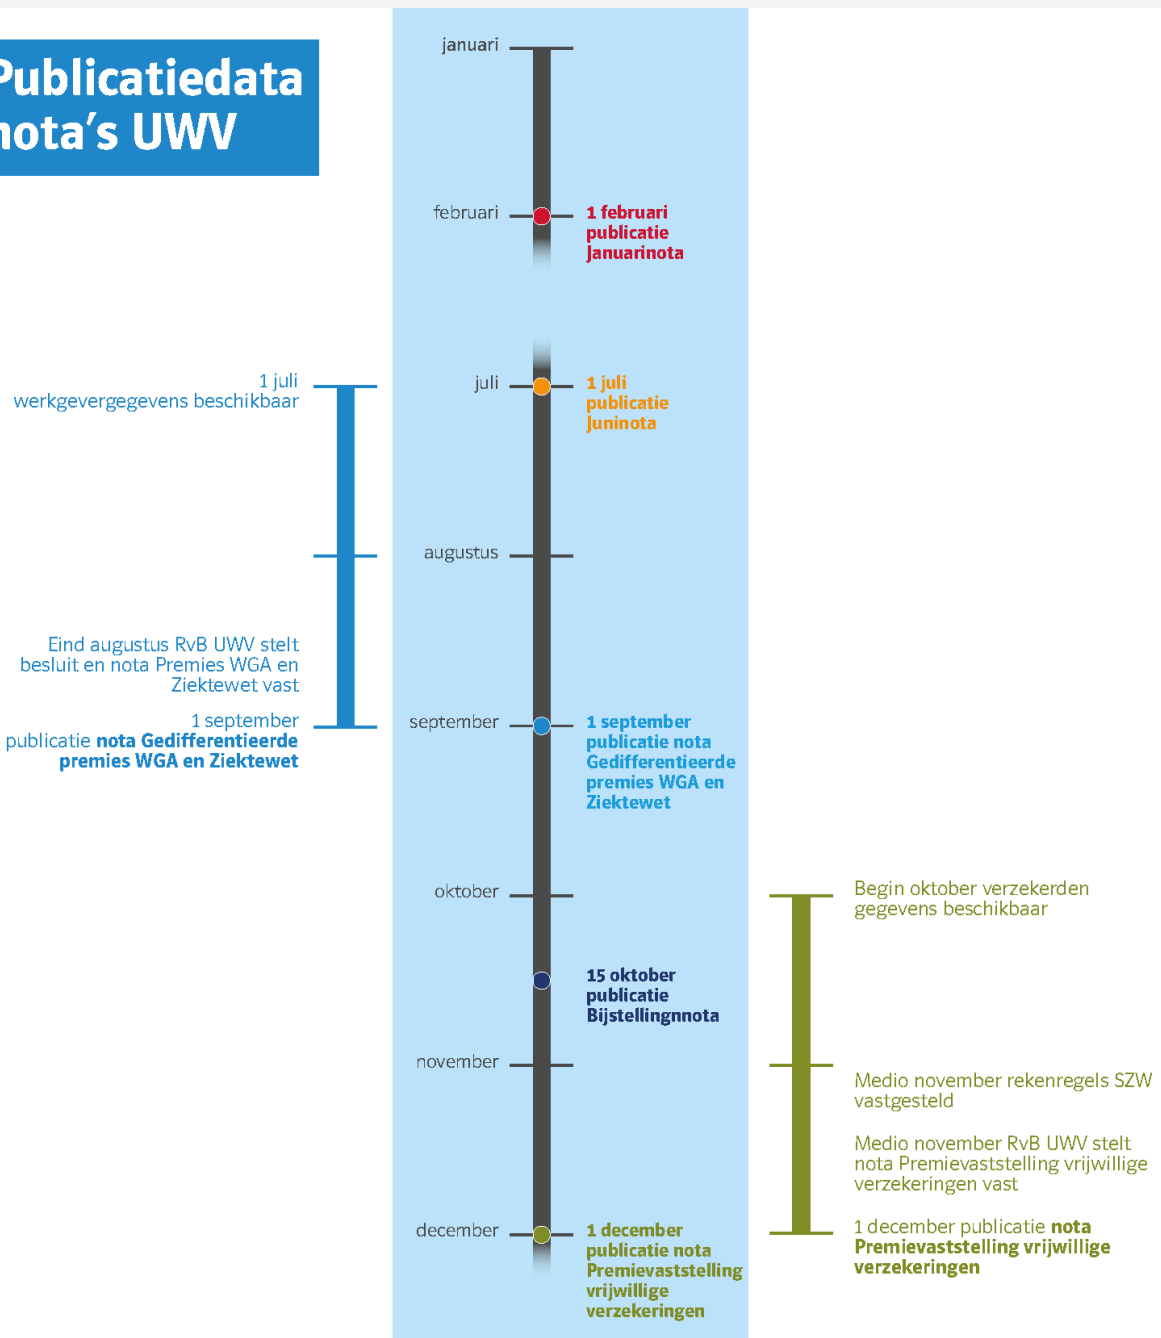 Publicatiedata
nota's UWV
januari
februari
1 februari
publicatie
Januarinota
1 juli
werkgevergegevens beschikbaar
juli
1 juli
publicatie
Juninota
augustus
Eind augustus RvB UWV stelt
besluit en nota Premies WGA en
Ziektewet vast
1 september
publicatie nota Gedifferentieerde
premies WGA en Ziektewet
september
1 september
publicatie nota
Gedifferentieerde
premies WGA en
Ziektewet
oktober
Begin oktober verzekerden
gegevens beschikbaar
15 oktober
publicatie
Bijstellingnnota
november
Medio november rekenregels SZW
vastgesteld
Medio november RvB UWV stelt
nota Premievaststelling vrijwillige
verzekeringen vast
december
1 december
publicatie nota
Premievaststelling
vrijwillige
verzekeringen
1 december publicatie nota
Premievaststelling vrijwillige
verzekeringen